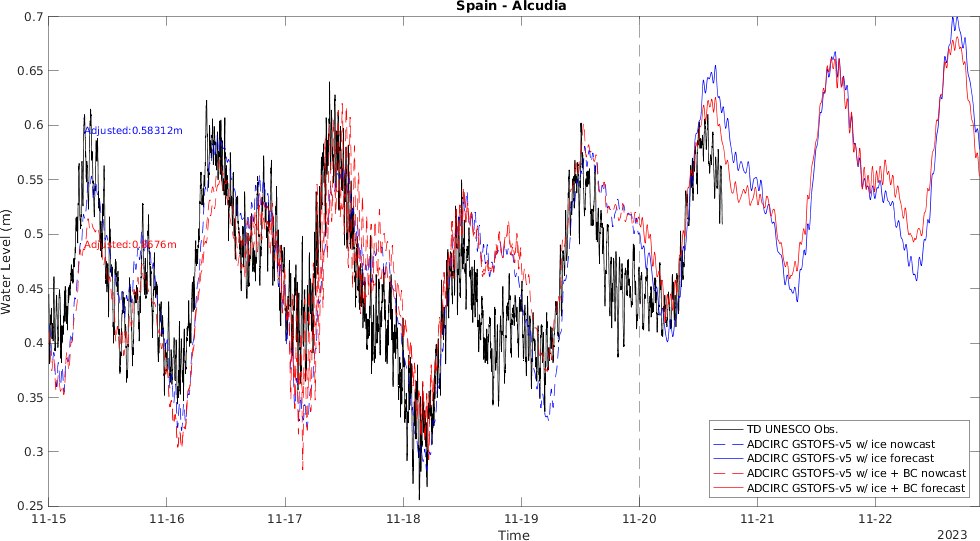 Spain - Alcudia
0.7
0.65
0.6
0.55
0.5
0.45
0.4
0.35
0.3
0.25
Water Level (m)
Adjusted:0.58312m
TD UNESCO Obs.
ADCIRC GSTOFS-v5 w/ ice nowcast
ADCIRC GSTOFS-v5 w/ ice forecast
ADCIRC GSTOFS-v5 w/ ice + BC nowcast
ADCIRC GSTOFS-v5 w/ ice + BC forecast
11-15 11-16 11-17 11-18 11-19 11-20 11-21 11-22
Time
2023